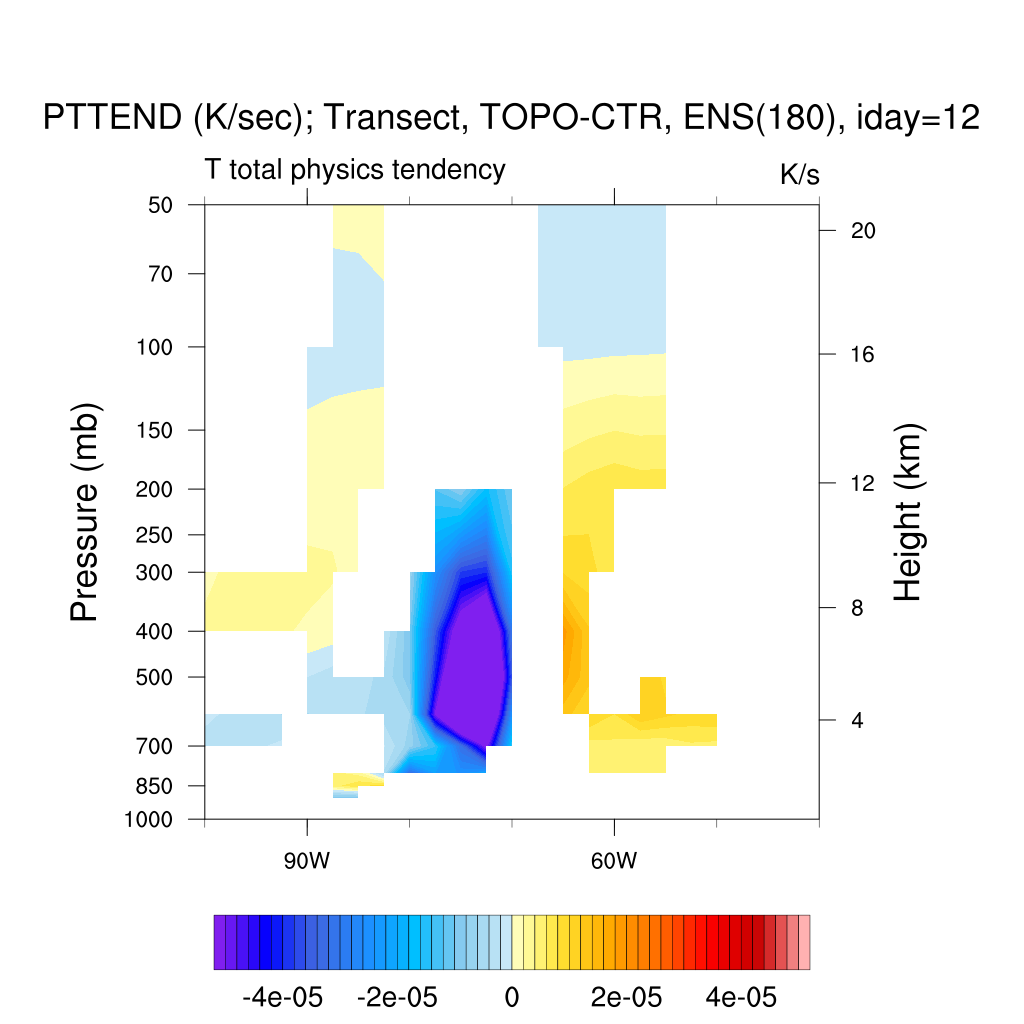 PTTEND (K/sec); Transect, TOPO-CTR, ENS(180), iday=12
T total physics tendency
K/s
50
70
100
150
200
250
300
400
500
700
850
1000
Pressure (mb)
20
16
12
8
4
Height (km)
90W
60W
-4e-05
-2e-05
0
2e-05
4e-05